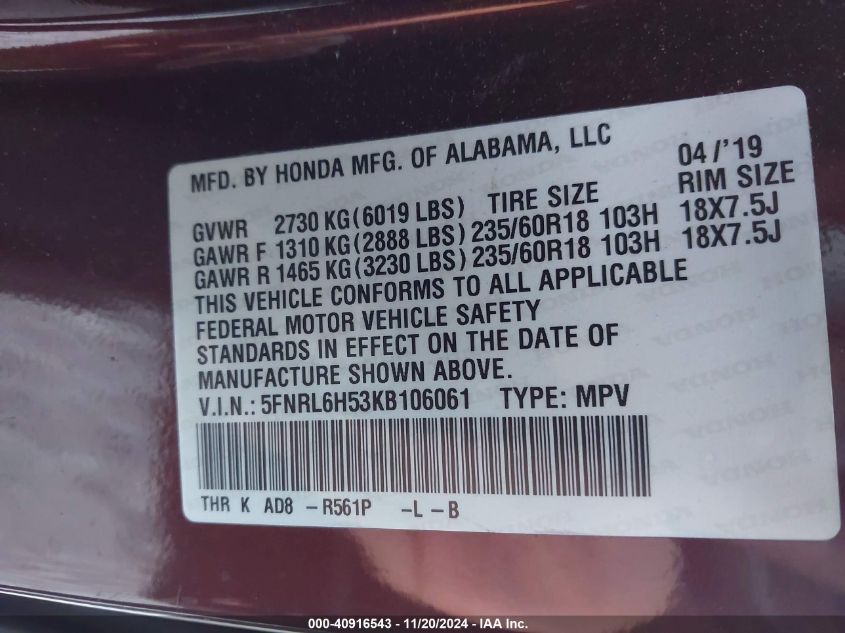 MFD. BY HONDA MFG. OF ALABAMA, LLC 04/'19
GVWR 2730 KG(6019 LBS) TIRE SIZE RIM SIZE
GAWR F 1310 KG(2888 LBS) 235/60R18 103H 18X7.5J
GAWR R 1465 KG(3230 LBS) 235/60R18 103H 18X7.5J
THIS VEHICLE CONFORMS TO ALL APPLICABLE
FEDERAL MOTOR VEHICLE SAFETY
STANDARDS IN EFFECT ON THE DATE OF
MANUFACTURE SHOWN ABOVE.
V.I.N.: 5FNRL6H53KB106061 TYPE: MPV
THR K AD8 -R561P -L-B
000-40916543 - 11/20/2024 - IAA Inc.